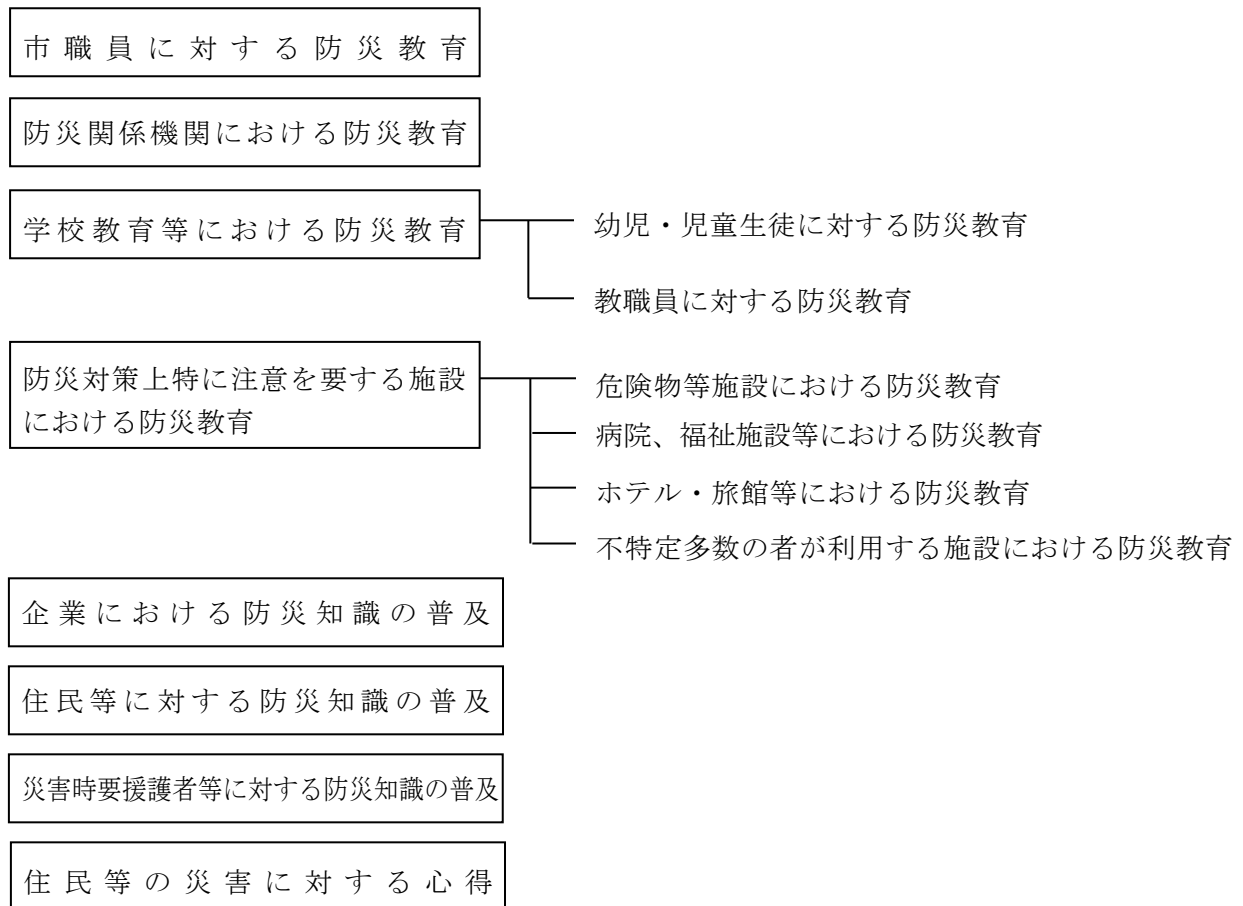 市職員に対する防災教育
防災関係機関における防災教育
学校教育等における防災教育
幼児・児童生徒に対する防災教育
教職員に対する防災教育
防災対策上特に注意を要する施設
における防災教育
危険物等施設における防災教育
病院、福祉施設等における防災教育
ホテル・旅館等における防災教育
不特定多数の者が利用する施設における防災教育
企業における防災知識の普及
住民等に対する防災知識の普及
災害時要援護者等に対する防災知識の普及
住民等の災害に対する心得